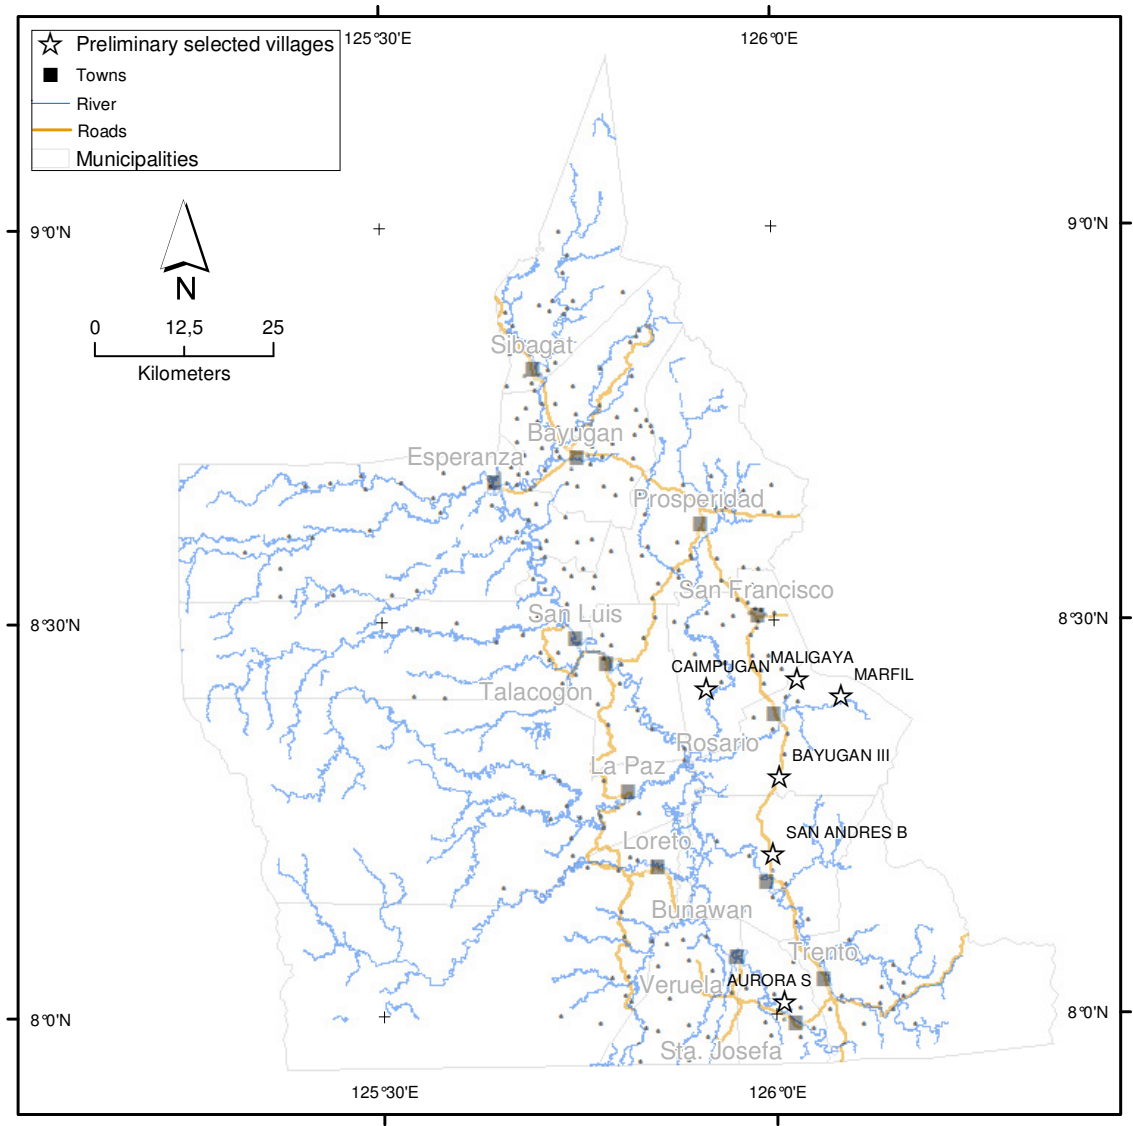 125°30'E
126°0'E
Preliminary selected villages
Towns
River
Roads
Municipalities
9°0'N
9°0'N
N
0 12,5 25
Kilometers
Sibagat
Bayugan
Esperanza
Prosperidad
San Francisco
San Luis
8°30'N
8°30'N
MALIGAYA
CAIMPUGAN
MARFIL
Talacogon
Rosario
BAYUGAN III
La Paz
SAN ANDRES B
Loreto
Bunawan
Trento
AURORA S
Veruela
8°0'N
8°0'N
Sta. Josefa
125°30'E
126°0'E